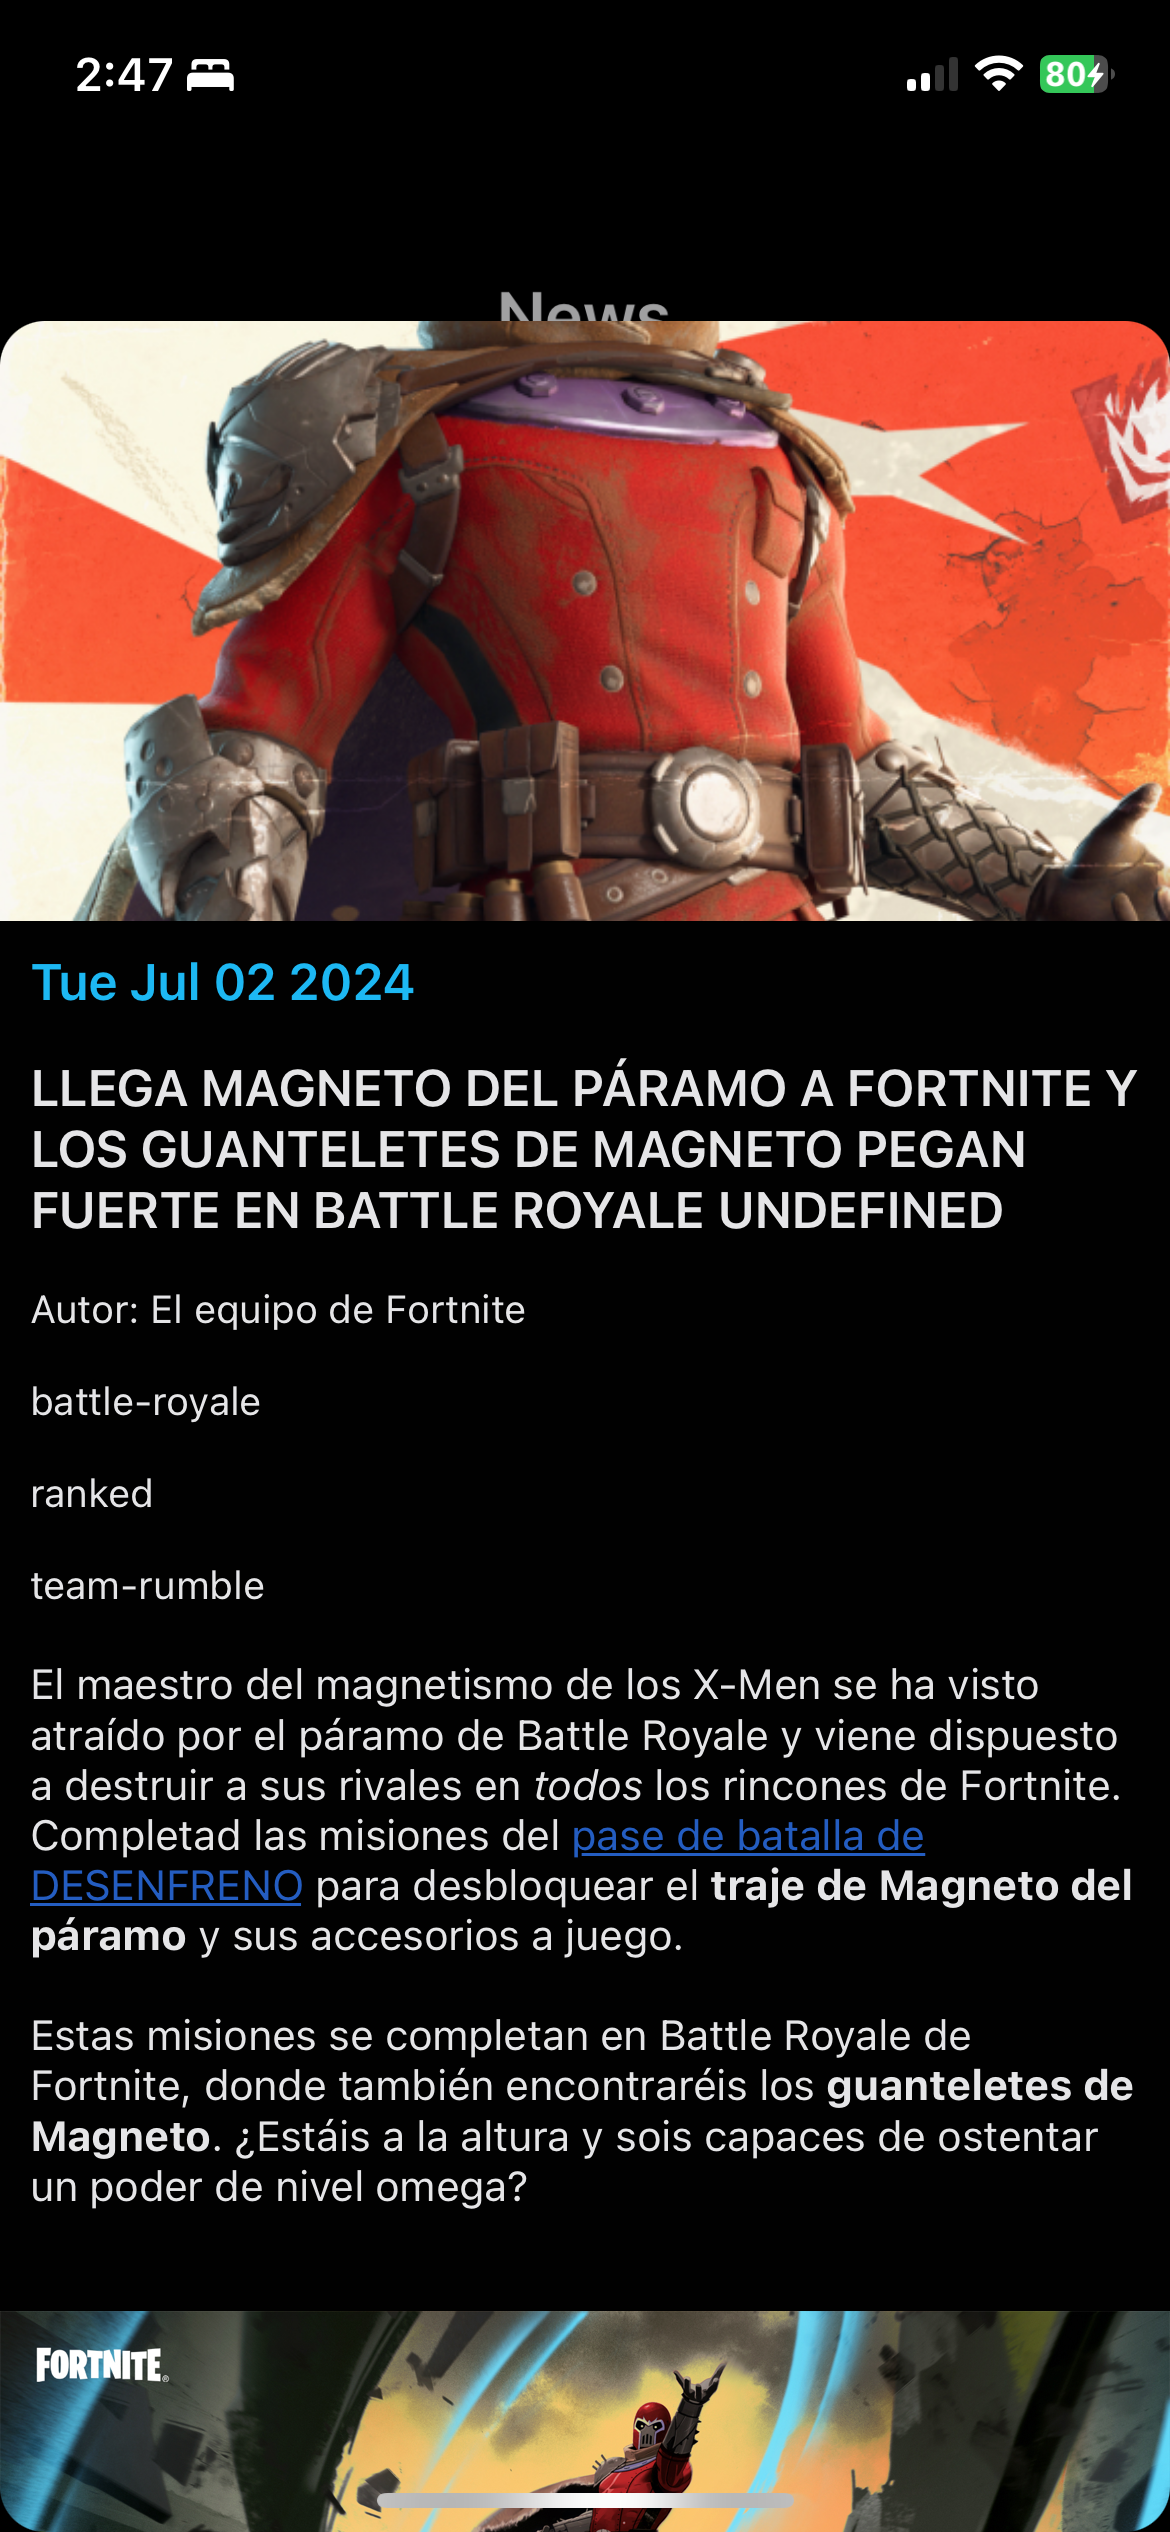 2:47
80
News
Tue Jul 02 2024
LLEGA MAGNETO DEL PÁRAMO A FORTNITE Y
LOS GUANTELETES DE MAGNETO PEGAN
FUERTE EN BATTLE ROYALE UNDEFINED
Autor: El equipo de Fortnite
battle-royale
ranked
team-rumble
El maestro del magnetismo de los X-Men se ha visto
atraído por el páramo de Battle Royale y viene dispuesto
a destruir a sus rivales en todos los rincones de Fortnite.
Completad las misiones del pase de batalla de
DESENFRENO para desbloquear el traje de Magneto del
páramo y sus accesorios a juego.
Estas misiones se completan en Battle Royale de
Fortnite, donde también encontraréis los guanteletes de
Magneto. ¿Estáis a la altura y sois capaces de ostentar
un poder de nivel omega?
FORTNITE